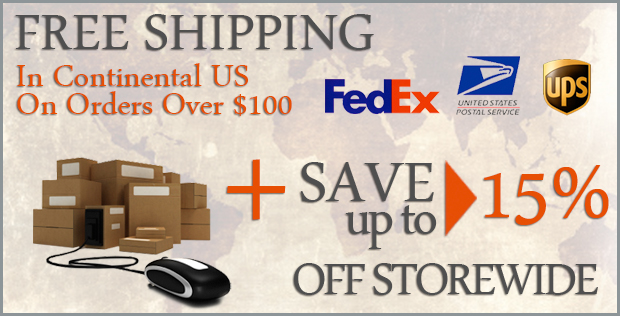 FREE SHIPPING
In Continental US
On Orders Over $100
FedEx
UNITED STATES
POSTAL SERVICE
ups
+
SAVE
up to
15%
OFF STOREWIDE